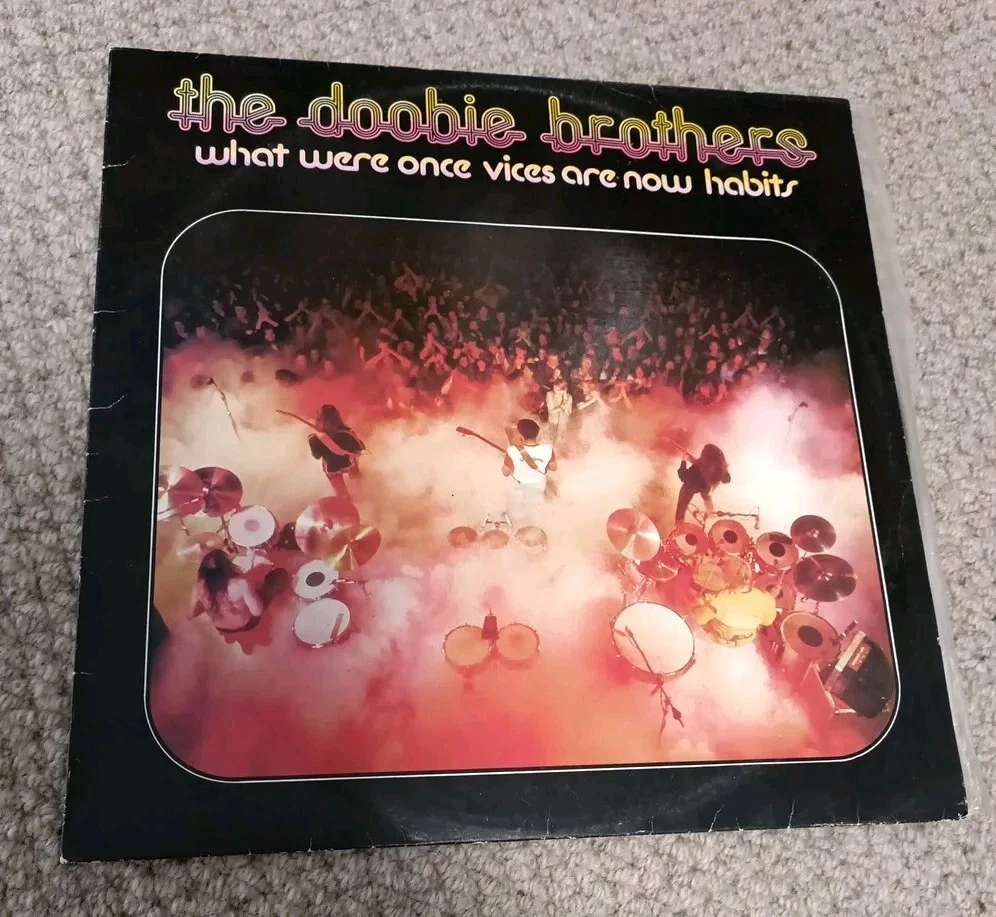 the doobie brothers
what were once vices are now habits